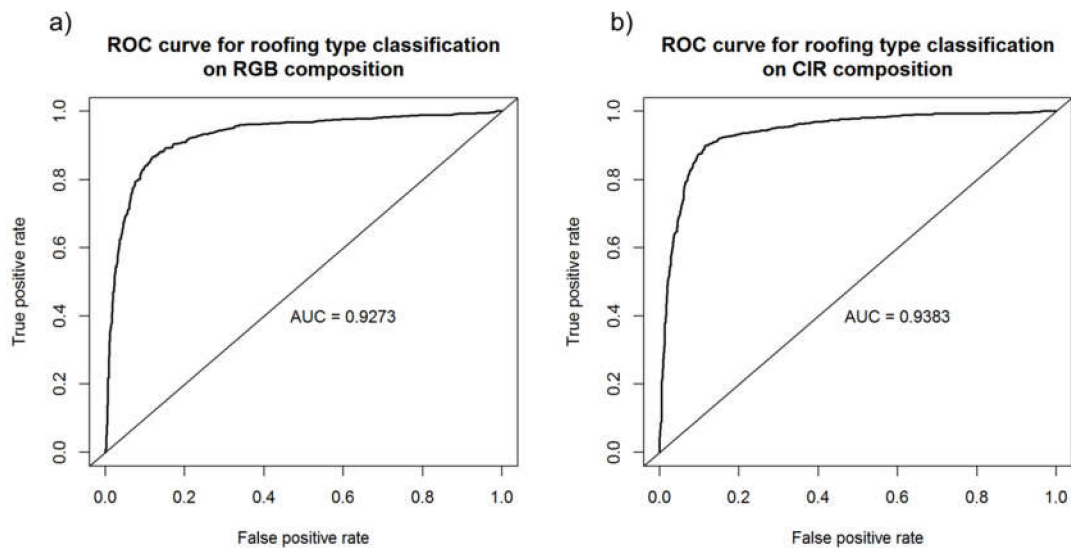 a)
ROC curve for roofing type classification
on RGB composition
True positive rate
1.0
0.8
0.6
0.4
0.2
0.0
AUC = 0.9273
0.0 0.2 0.4 0.6 0.8 1.0
False positive rate
b)
ROC curve for roofing type classification
on CIR composition
True positive rate
1.0
0.8
0.6
0.4
0.2
0.0
AUC = 0.9383
0.0 0.2 0.4 0.6 0.8 1.0
False positive rate